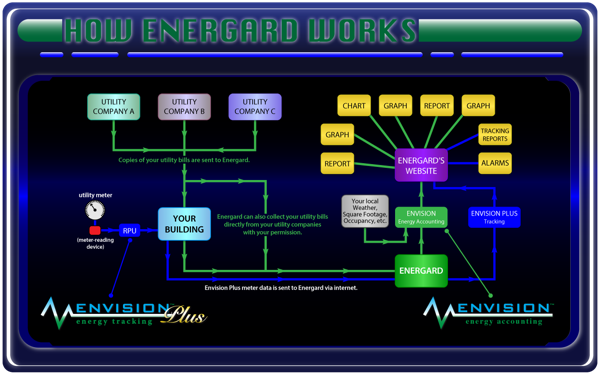 HOW ENERGARD WORKS
UTILITY
COMPANY A
UTILITY
COMPANY B
UTILITY
COMPANY C
Copies of your utility bills are sent to Energard.
CHART
GRAPH
REPORT
GRAPH
GRAPH
TRACKING
REPORTS
REPORT
ENERGARD'S
WEBSITE
ALARMS
utility meter
RPU
(meter-reading
device)
YOUR
BUILDING
Energard can also collect your utility bills
directly from your utility companies
with your permission.
Your local
Weather,
Square Footage,
Occupancy, etc.
ENVISION
Energy Accounting
ENVISION PLUS
Tracking
ENERGARD
Envision Plus meter data is sent to Energard via internet.
ENVISION™
energy tracking Plus
ENVISION™
energy accounting